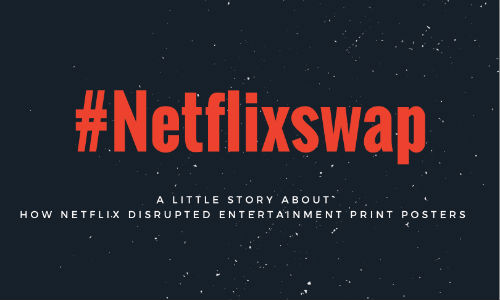 #Netflixswap
A LITTLE STORY ABOUT
HOW NETFLIX DISRUPTED ENTERTAINMENT PRINT POSTERS